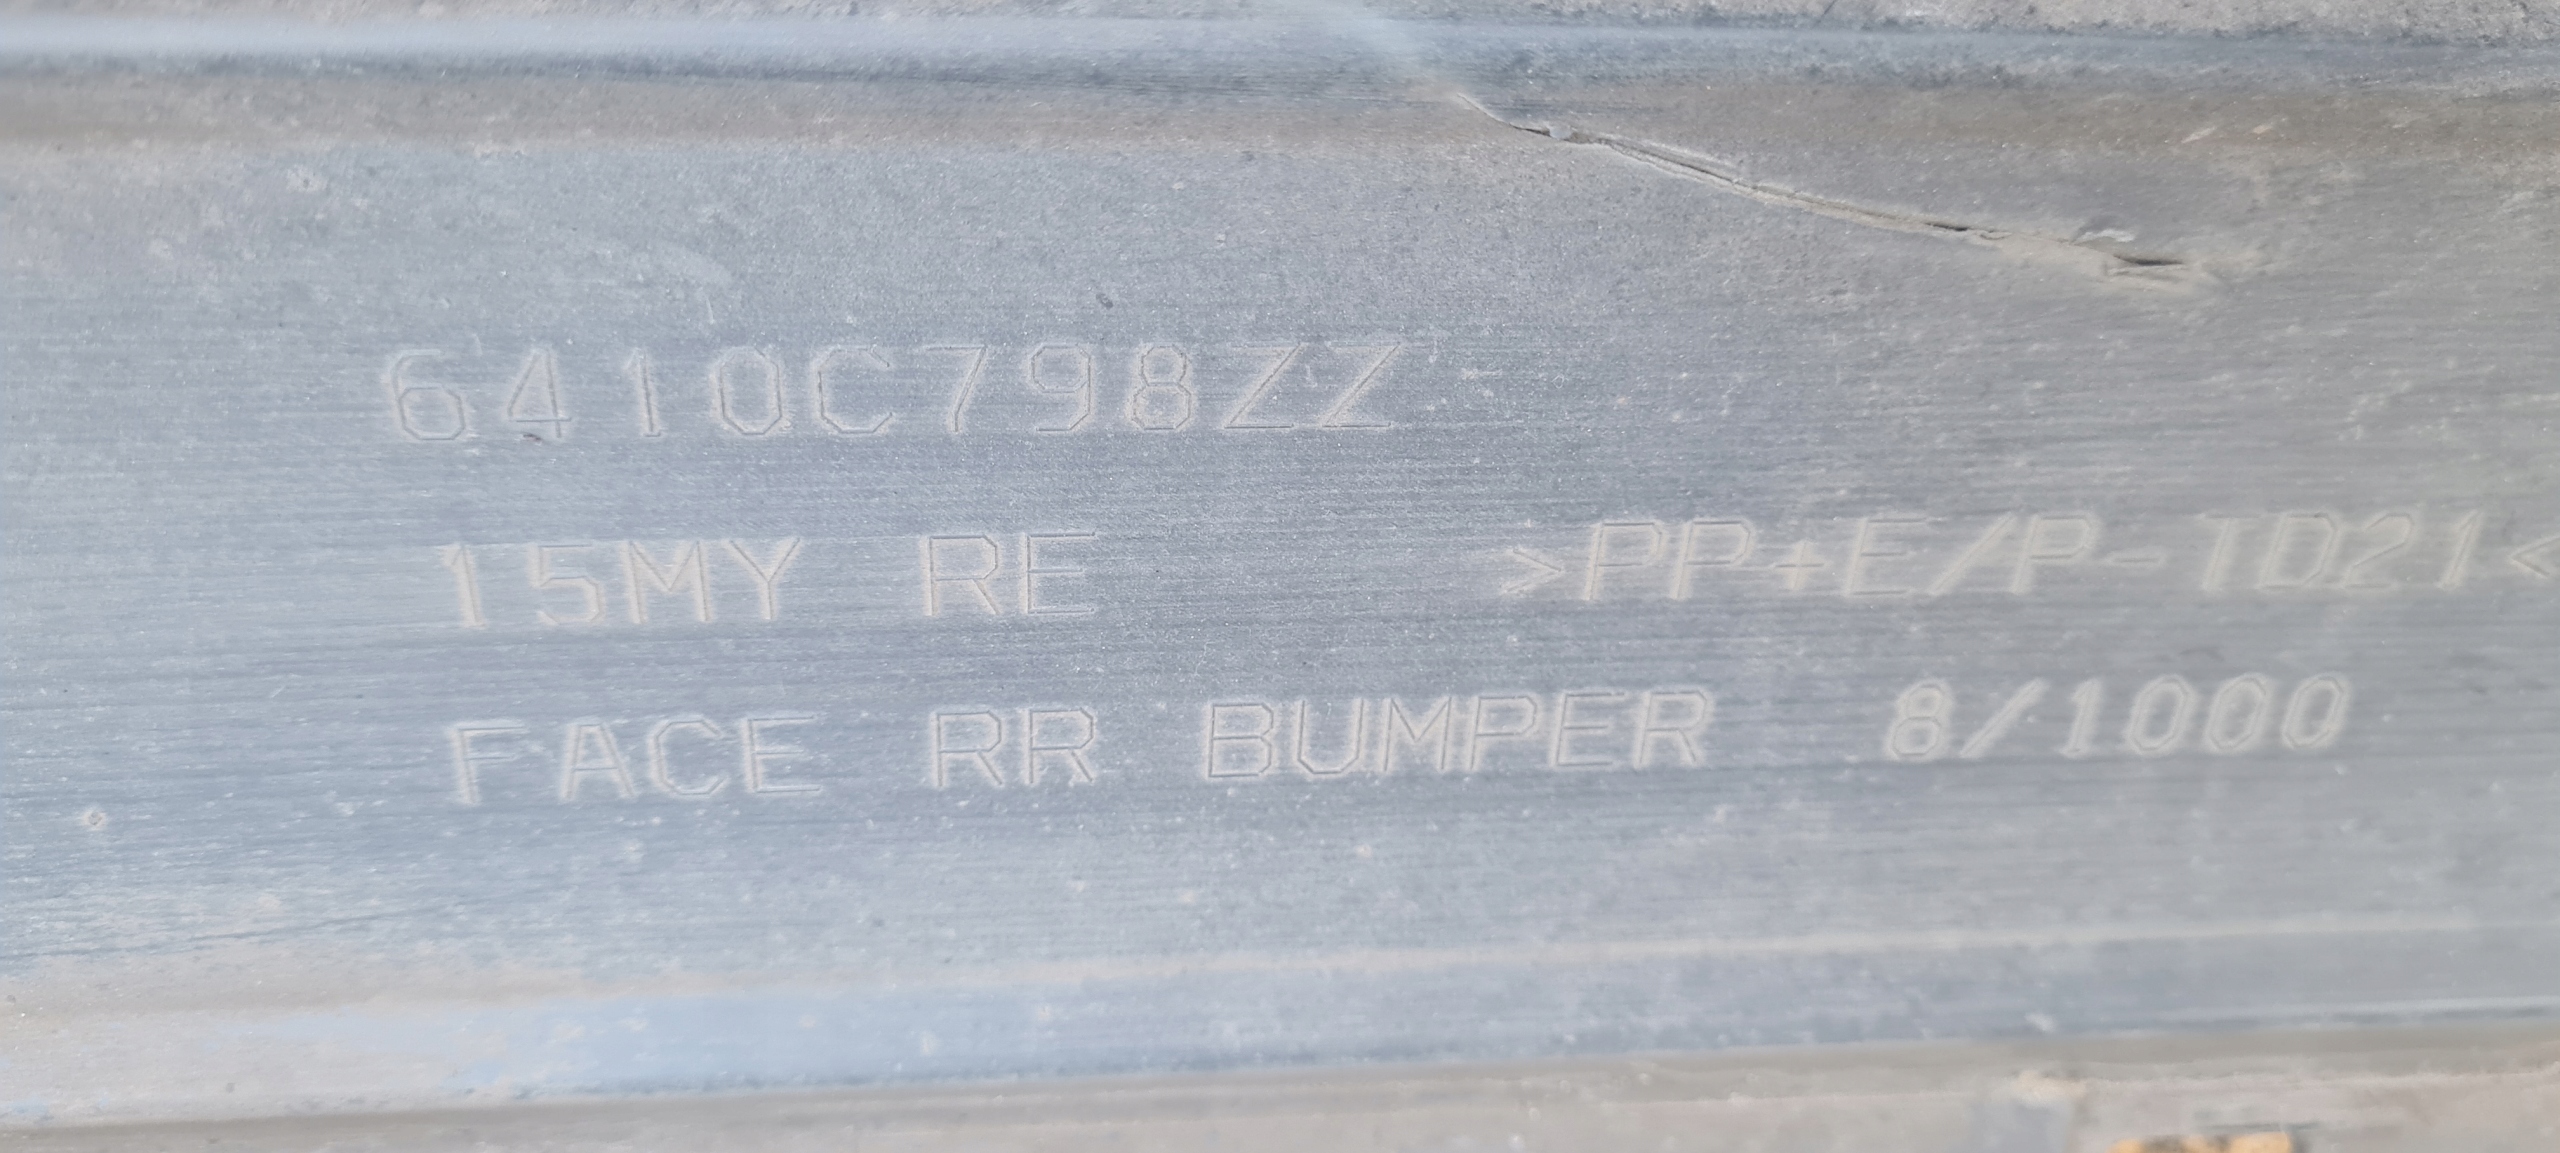 6410C798ZZ
15MY RE >PP+E/P-TD21<
FACE RR BUMPER 8/1000